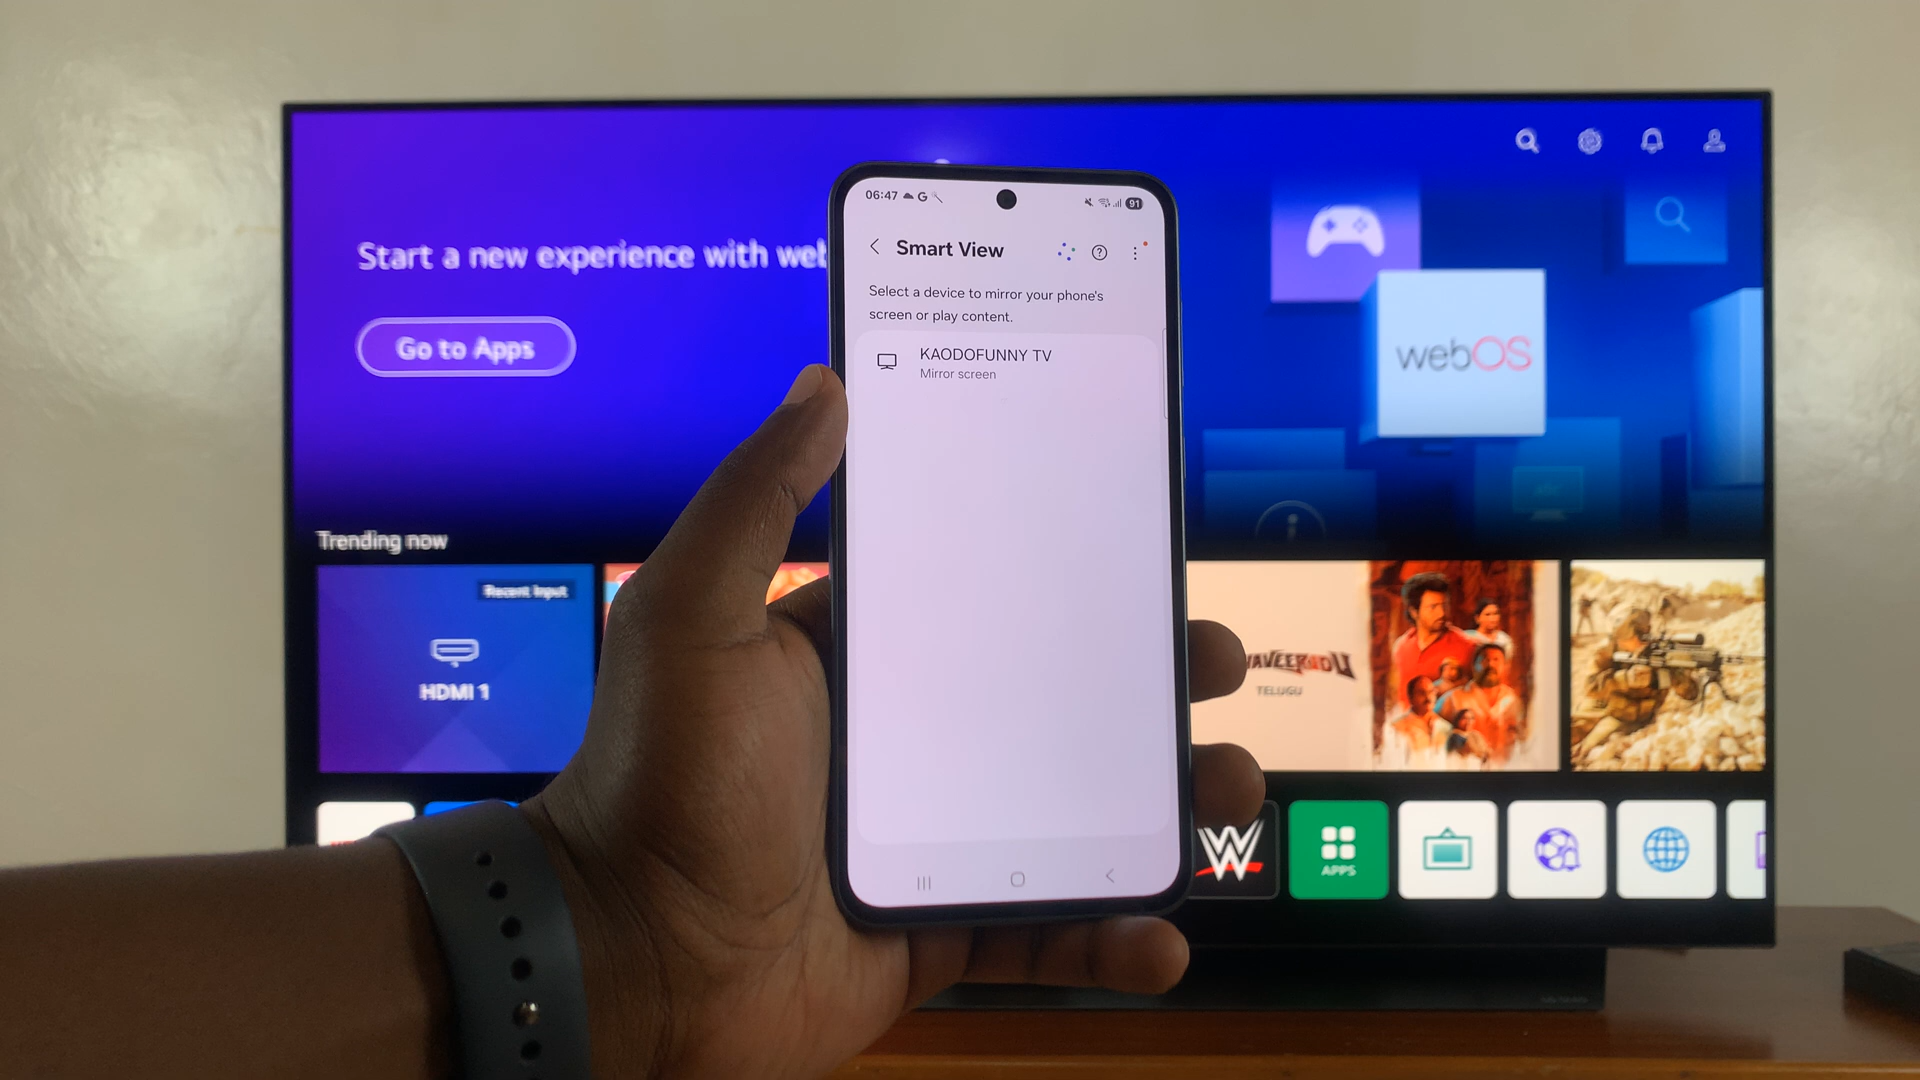 Start a new experience with web
Go to Apps
webOS
Trending now
Recent Input
HDMI 1
TELUGU
W
APPS
06:47
G
91
Smart View
Select a device to mirror your phone's
screen or play content.
KAODOFUNNY TV
Mirror screen